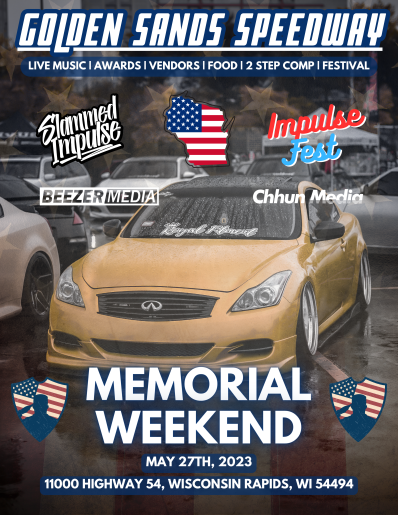 GOLDEN SANDS SPEEDWAY
LIVE MUSIC | AWARDS | VENDORS | FOOD | 2 STEP COMP | FESTIVAL
Slammed
Impulse
Impulse
Fest
BEEZER MEDIA
Chhun Media
MEMORIAL
WEEKEND
MAY 27TH, 2023
11000 HIGHWAY 54, WISCONSIN RAPIDS, WI 54494